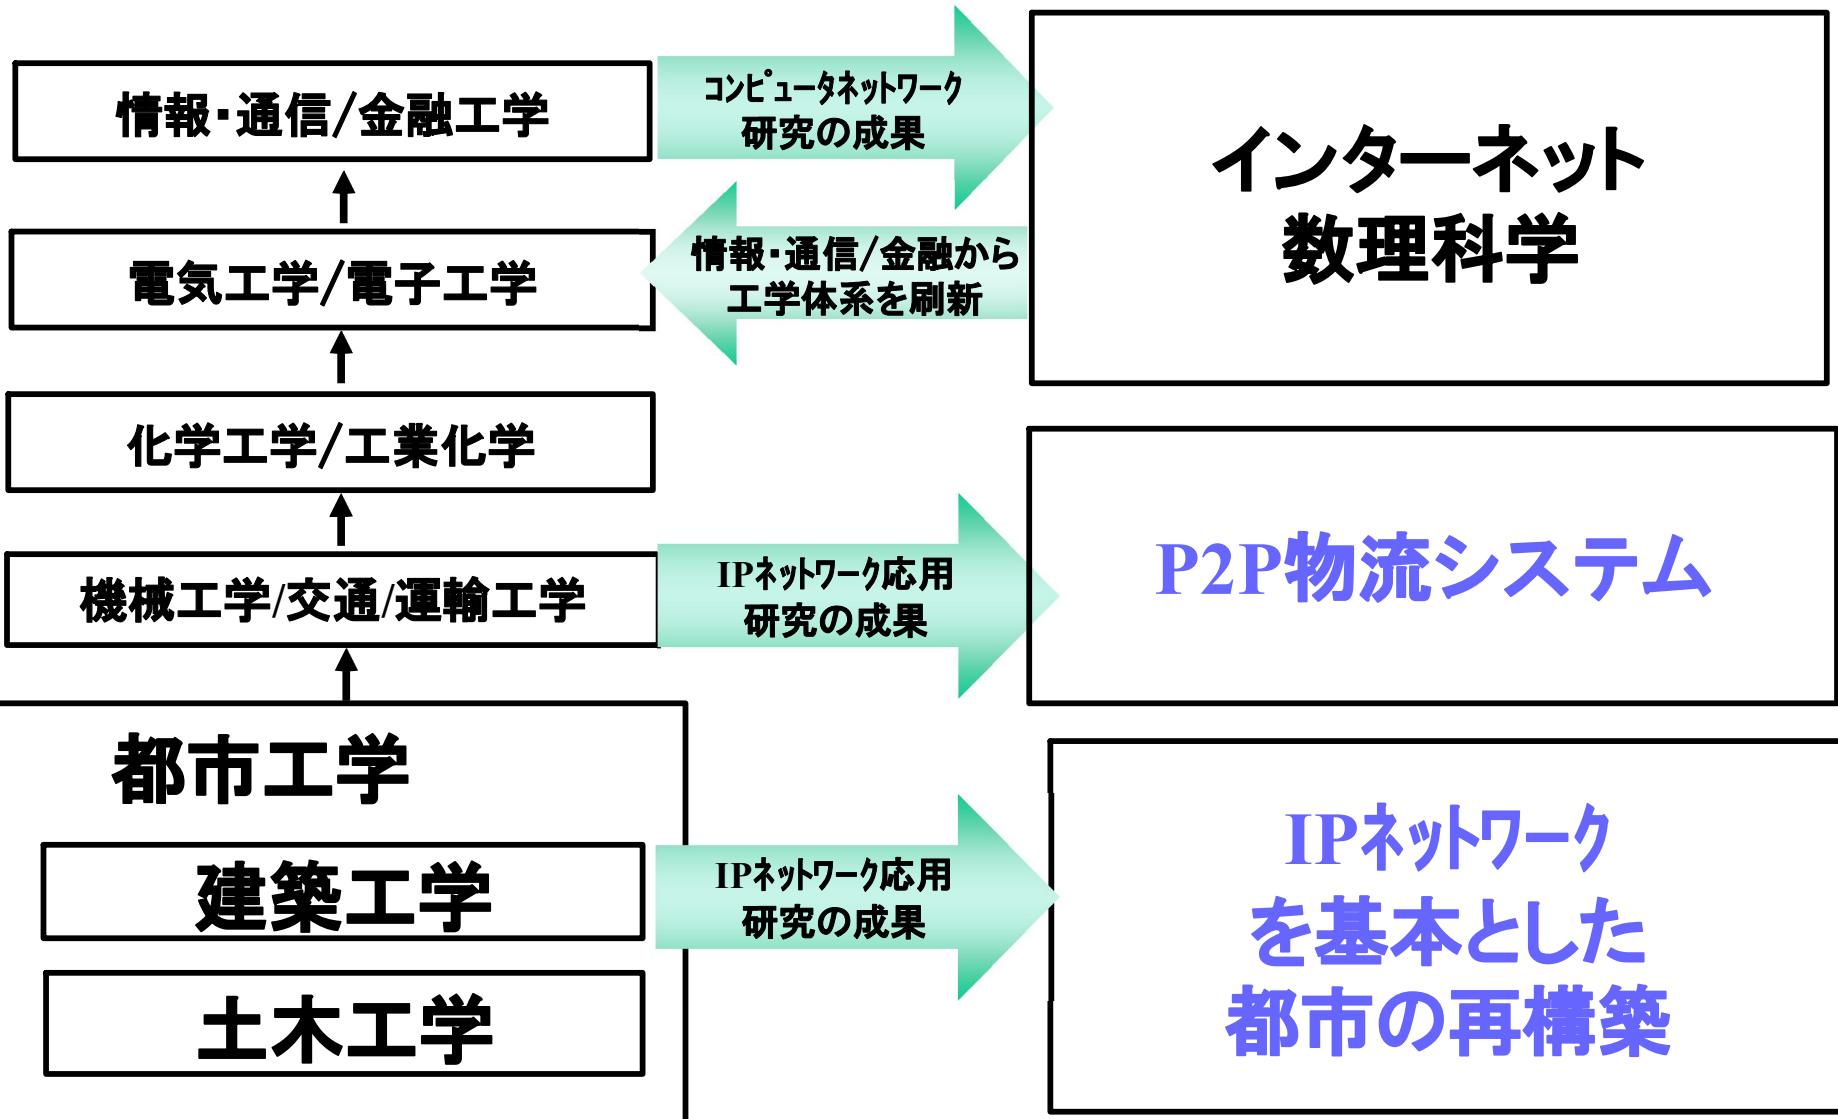 情報・通信/金融工学
コンピュータネットワーク
研究の成果
インターネット
数理科学
電気工学/電子工学
情報・通信/金融から
工学体系を刷新
化学工学/工業化学
機械工学/交通/運輸工学
IPネットワーク応用
研究の成果
P2P物流システム
都市工学
建築工学
土木工学
IPネットワーク応用
研究の成果
IPネットワーク
を基本とした
都市の再構築